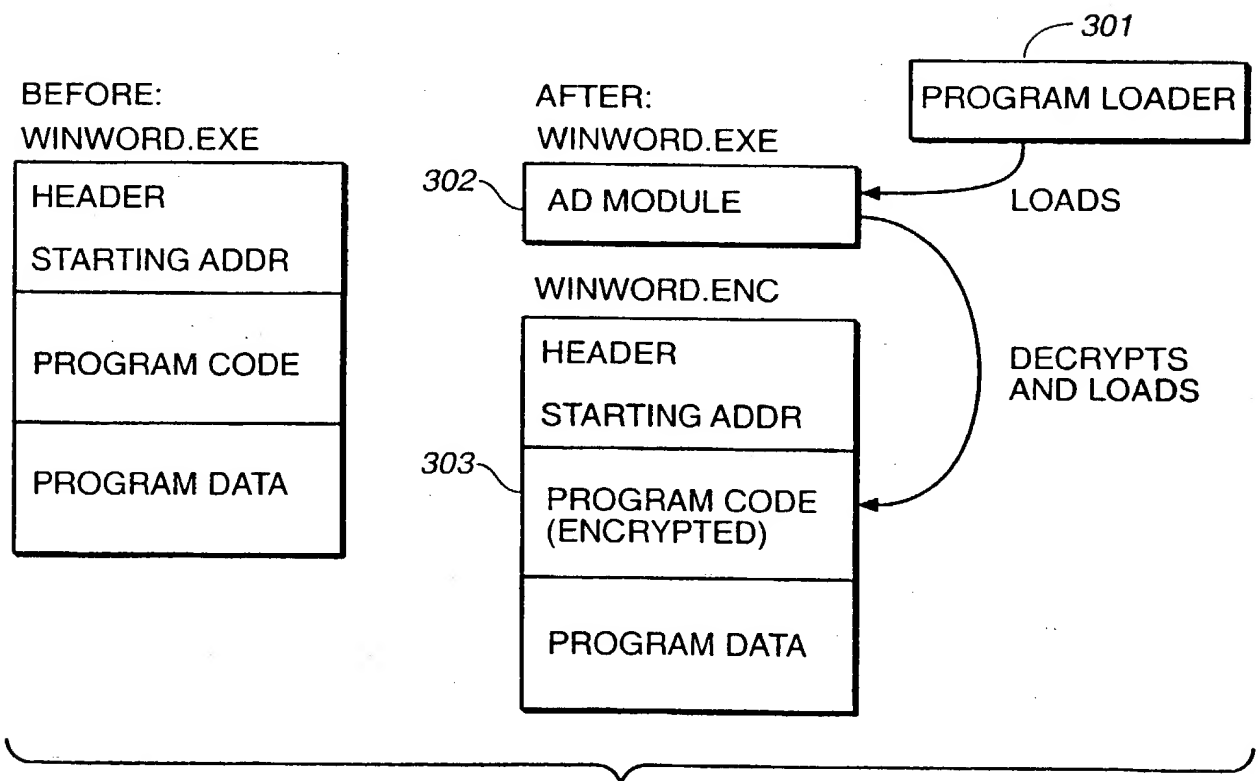 BEFORE:
WINWORD.EXE
HEADER
STARTING ADDR
PROGRAM CODE
PROGRAM DATA
AFTER:
WINWORD.EXE
302
AD MODULE
301
PROGRAM LOADER
LOADS
WINWORD.ENC
HEADER
STARTING ADDR
303
PROGRAM CODE
(ENCRYPTED)
PROGRAM DATA
DECRYPTS
AND LOADS